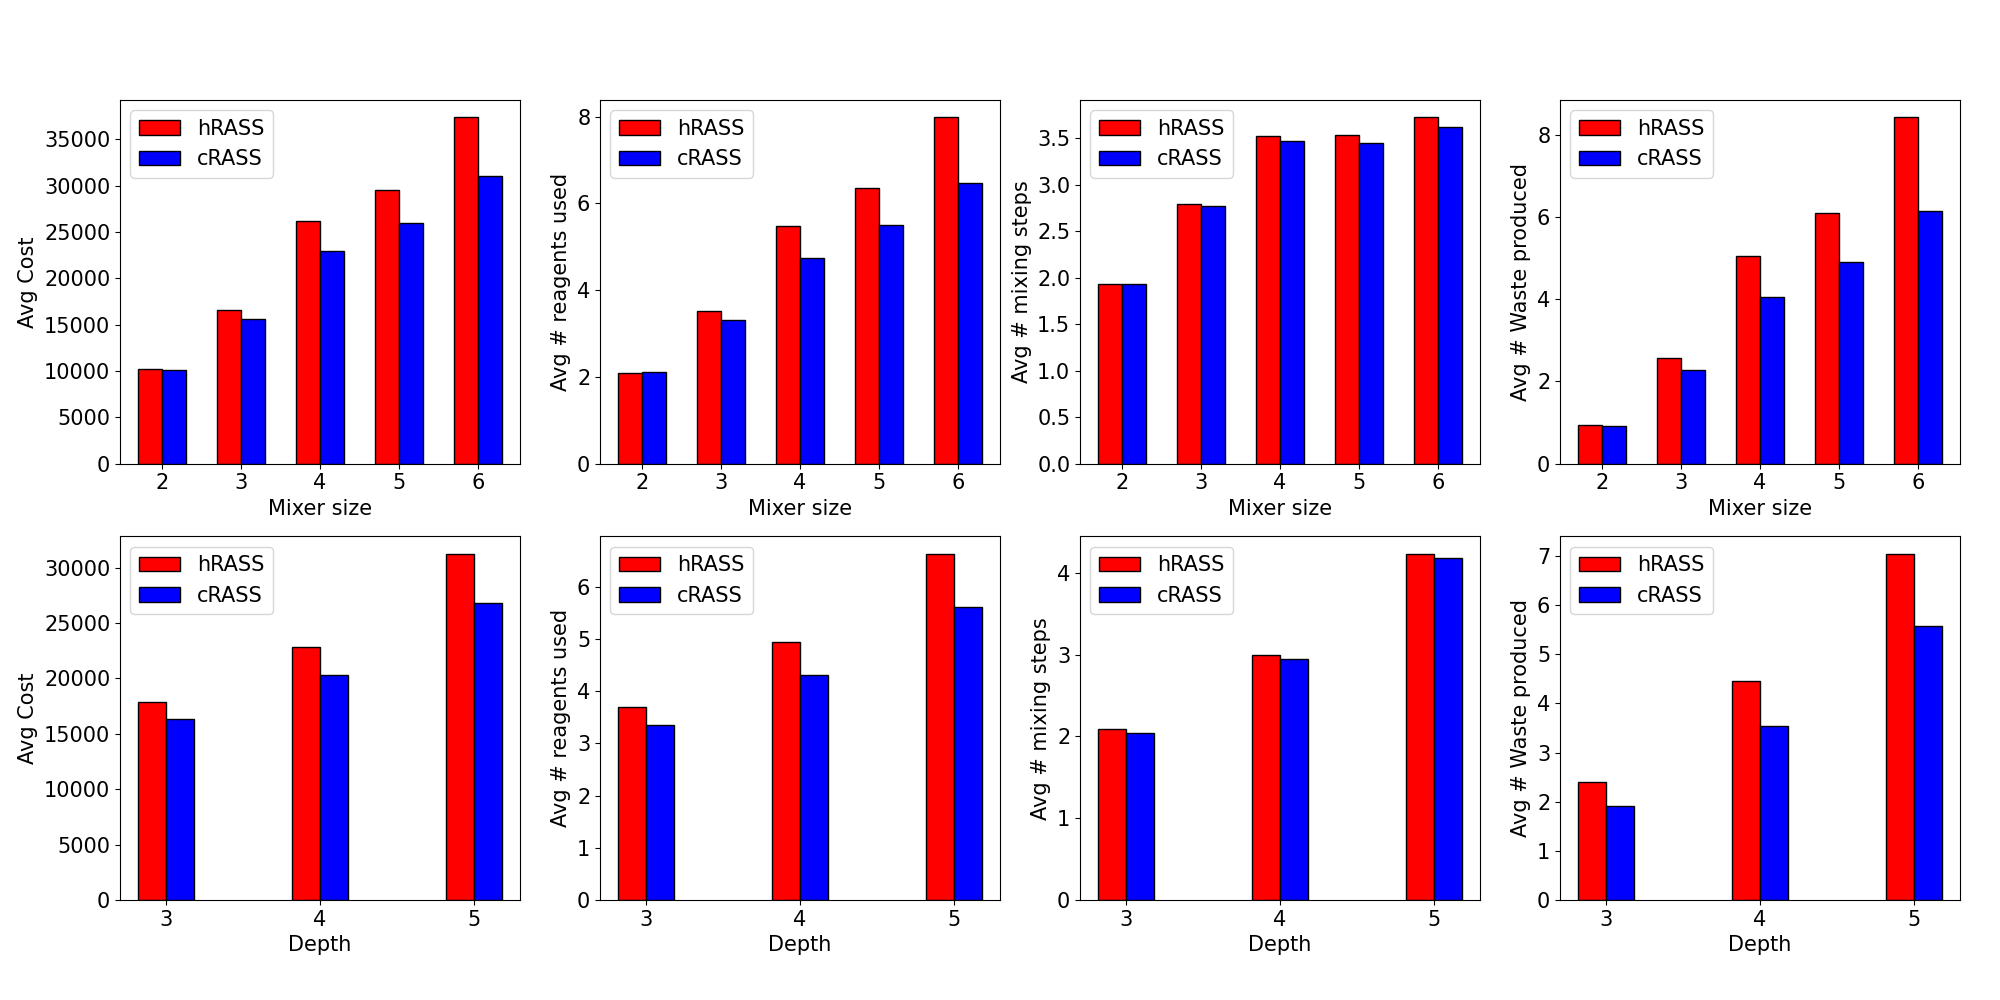 Avg Cost
35000
30000
25000
20000
15000
10000
5000
0
hRASS
cRASS
2 3 4 5 6
Mixer size
Avg # reagents used
8
6
4
2
0
hRASS
cRASS
2 3 4 5 6
Mixer size
Avg # mixing steps
3.5
3.0
2.5
2.0
1.5
1.0
0.5
0.0
hRASS
cRASS
2 3 4 5 6
Mixer size
Avg # Waste produced
8
6
4
2
0
hRASS
cRASS
2 3 4 5 6
Mixer size
Avg Cost
30000
25000
20000
15000
10000
5000
0
hRASS
cRASS
3 4 5
Depth
Avg # reagents used
6
5
4
3
2
1
0
hRASS
cRASS
3 4 5
Depth
Avg # mixing steps
4
3
2
1
0
hRASS
cRASS
3 4 5
Depth
Avg # Waste produced
7
6
5
4
3
2
1
0
hRASS
cRASS
3 4 5
Depth